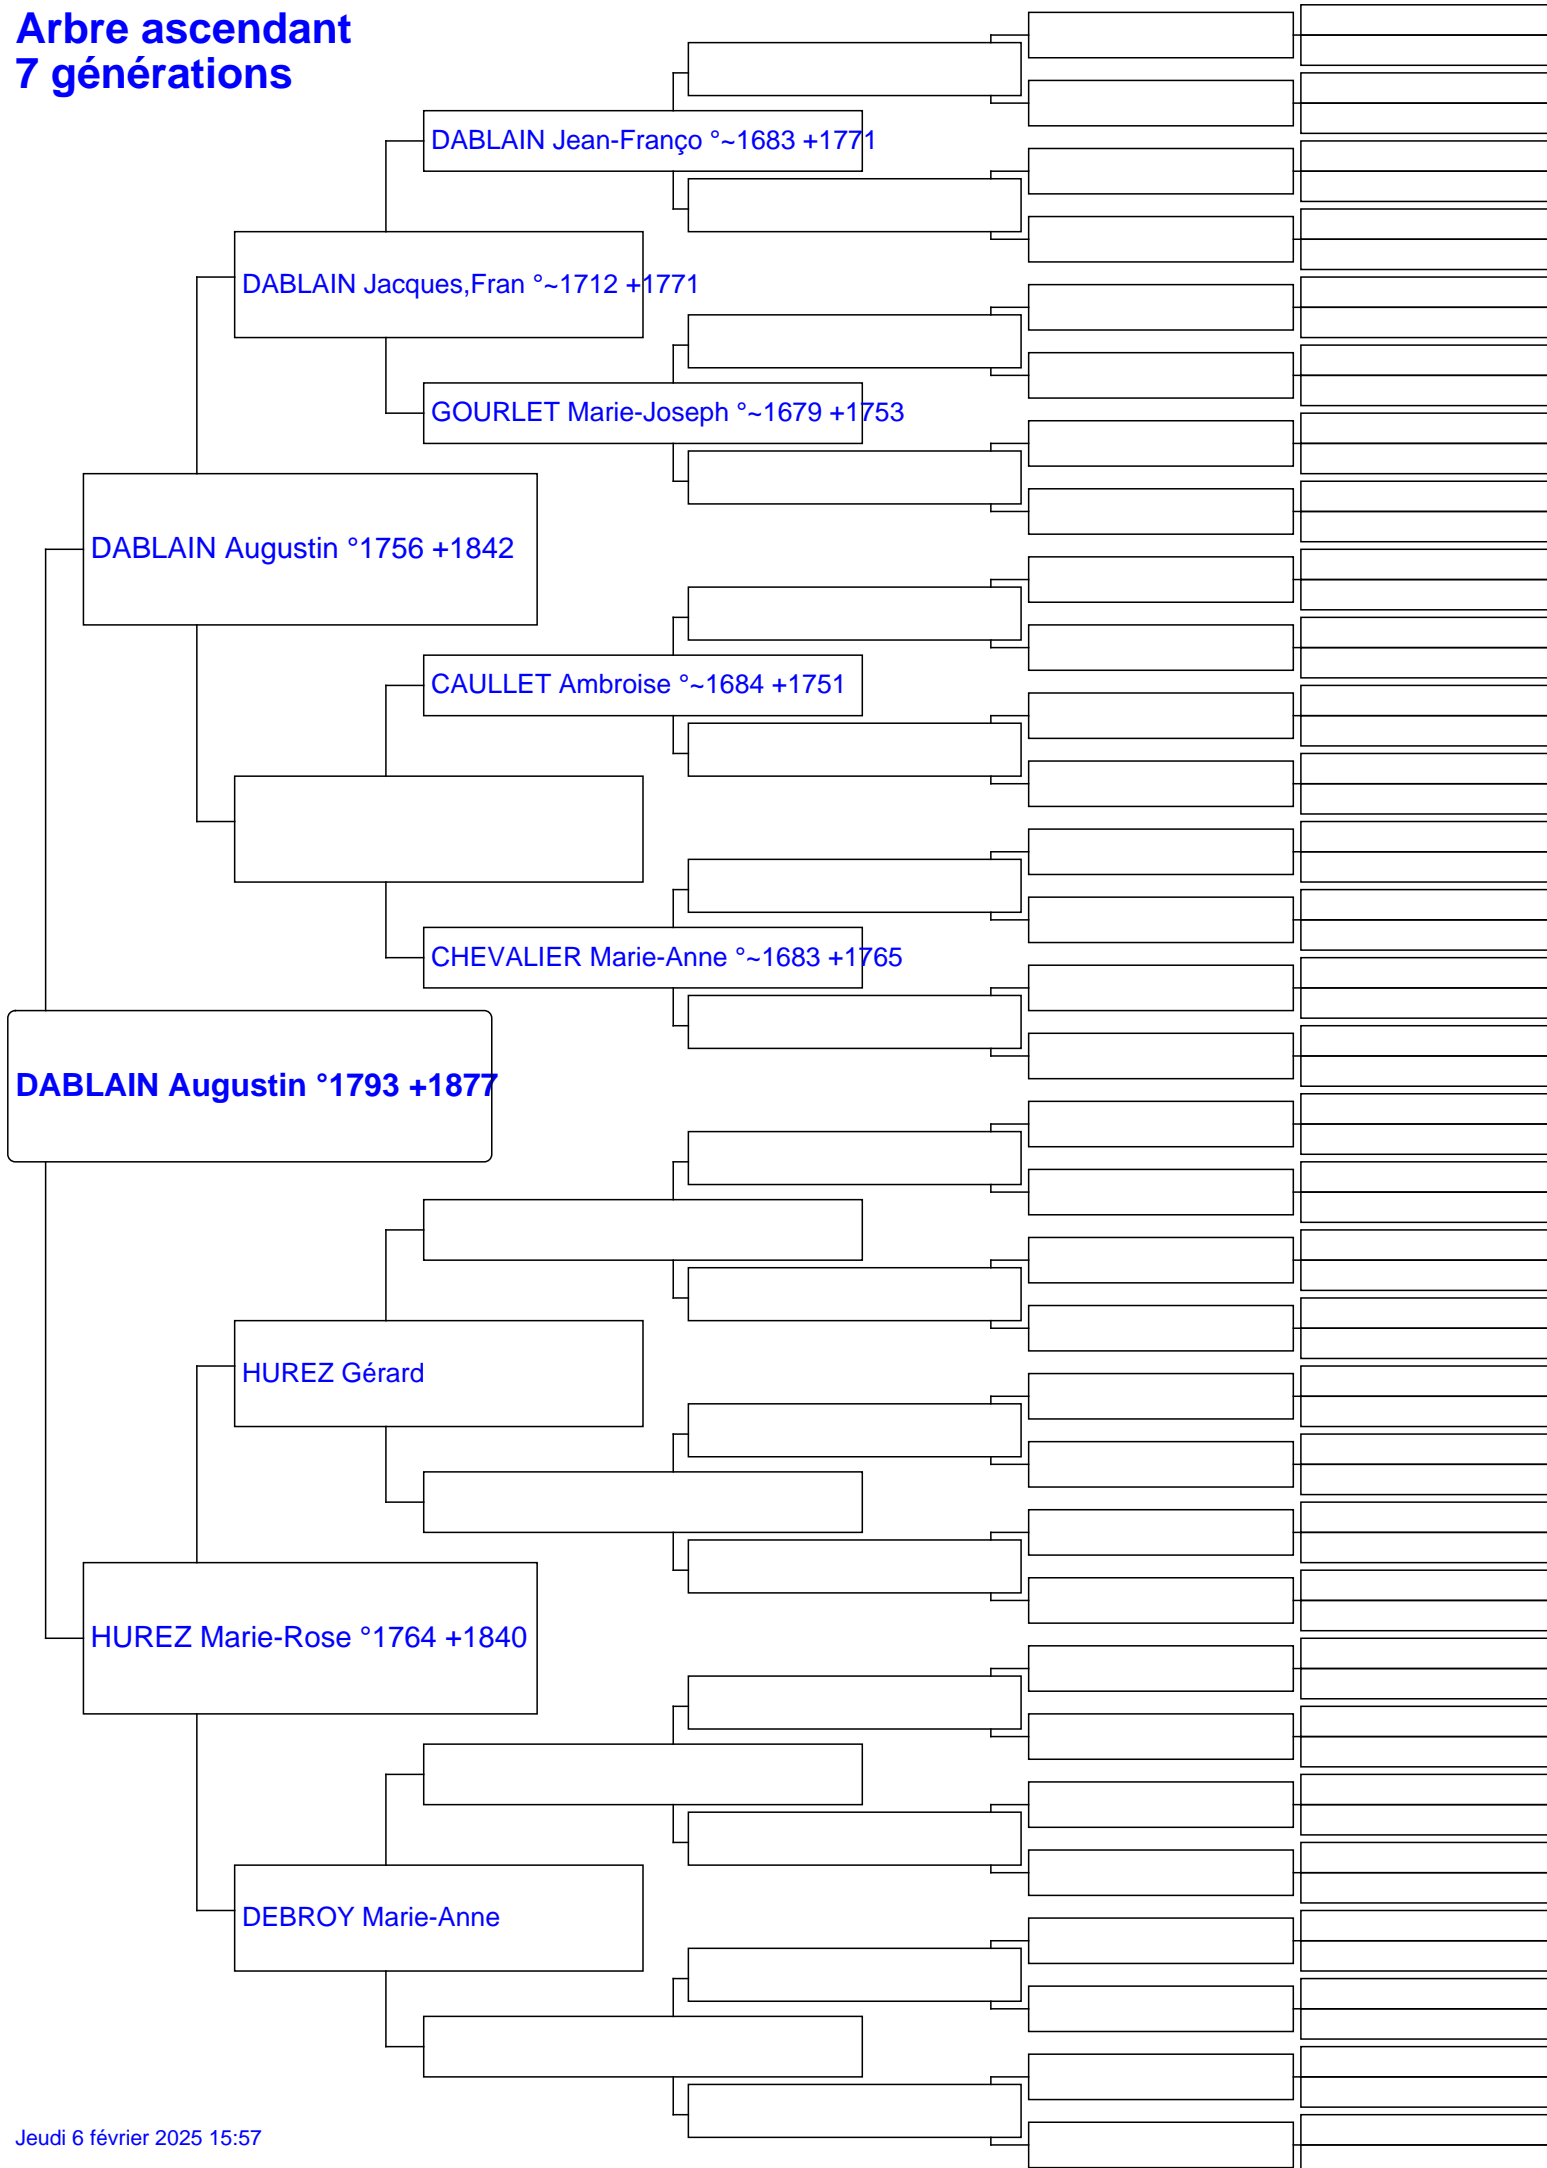 Arbre ascendant
7 générations
DABLAIN Jean-Franço °~1683 +1771
DABLAIN Jacques,Fran °~1712 +1771
GOURLET Marie-Joseph °~1679 +1753
DABLAIN Augustin °1756 +1842
CAULLET Ambroise °~1684 +1751
CHEVALIER Marie-Anne °~1683 +1765
DABLAIN Augustin °1793 +1877
HUREZ Gérard
HUREZ Marie-Rose °1764 +1840
DEBROY Marie-Anne
Jeudi 6 février 2025 15:57